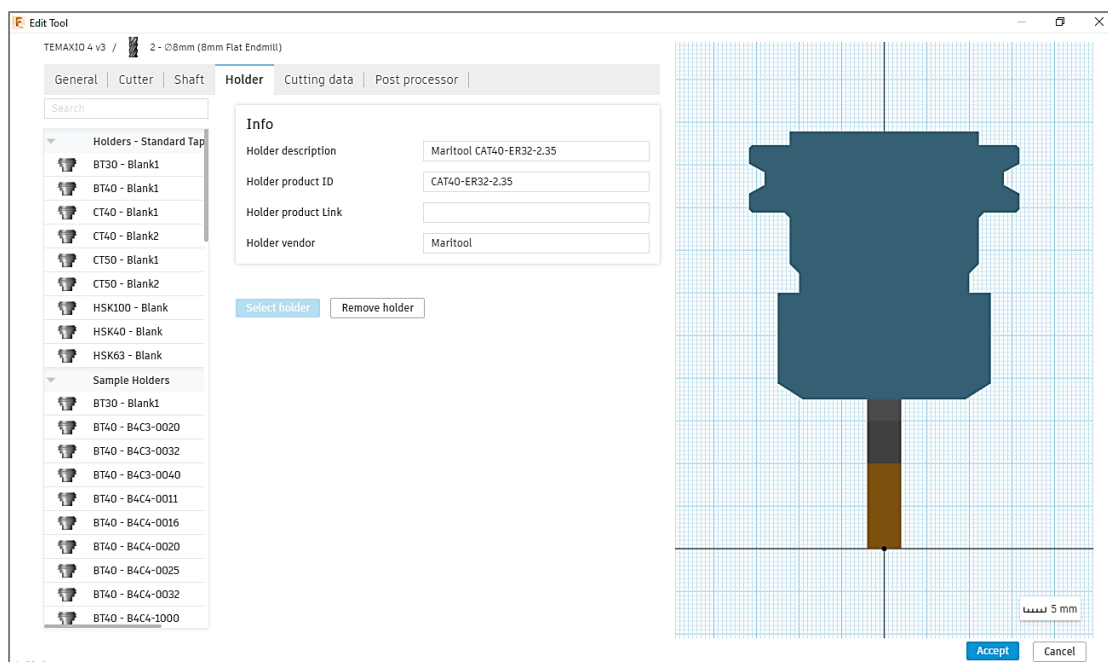 Edit Tool
TEMAXIO 4 v3 / 2 - Ø8mm (8mm Flat Endmill)
General | Cutter | Shaft Holder Cutting data | Post processor |
Search
Holders - Standard Tap
BT30 - Blank1
BT40 - Blank1
CT40 - Blank1
CT40 - Blank2
CT50 - Blank1
CT50 - Blank2
HSK100 - Blank
HSK40 - Blank
HSK63 - Blank
Sample Holders
BT30 - Blank1
BT40 - B4C3-0020
BT40 - B4C3-0032
BT40 - B4C3-0040
BT40 - B4C4-0011
BT40 - B4C4-0016
BT40 - B4C4-0020
BT40 - B4C4-0025
BT40 - B4C4-0032
BT40 - B4C4-1000
Info
Holder description Maritool CAT40-ER32-2.35
Holder product ID CAT40-ER32-2.35
Holder product Link
Holder vendor Maritool
Select holder Remove holder
5 mm
Accept Cancel